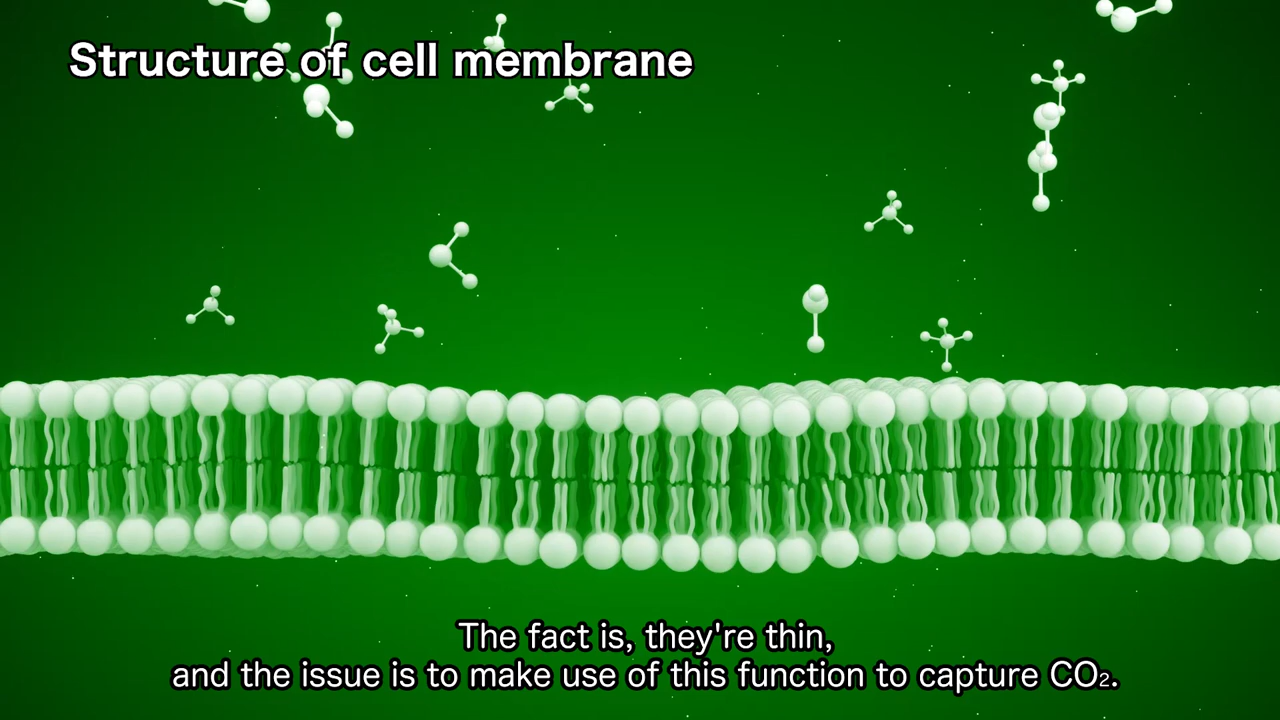 Structure of cell membrane
The fact is, they're thin,
and the issue is to make use of this function to capture CO₂.